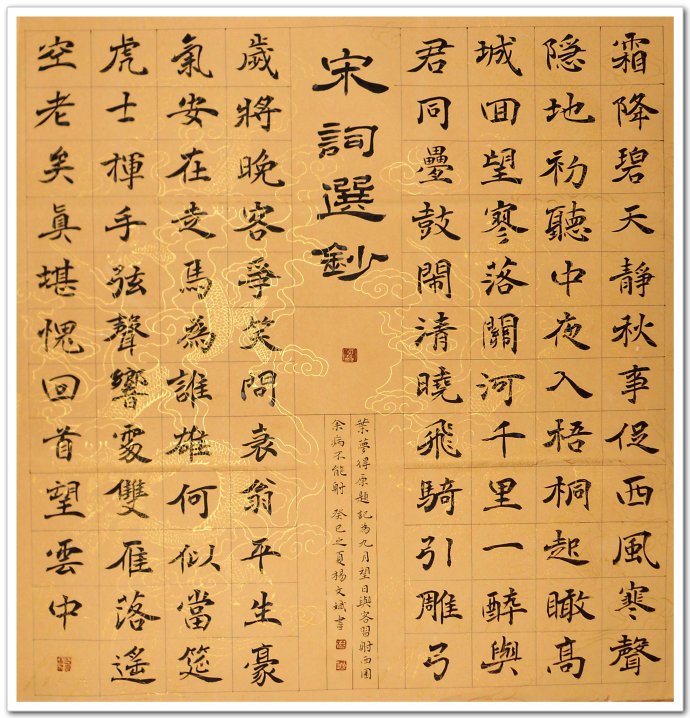 霜降碧天靜秋事促西風寒聲
隱地初聽中夜入梧桐起瞰高
城囬望寥落關河千里一醉與
君同疊鼓鬧清曉飛騎引雕弓
宋詞選鈔
葉夢得原題記為九月望日與客習射西園
余病不能射 癸巳之夏楊文斌書
歲將晚客爭笑問衰翁平生豪
氣安在走馬為誰雄何似當筵
虎士揮手弦聲響處雙雁落遙
空老矣眞堪愧回首望雲中